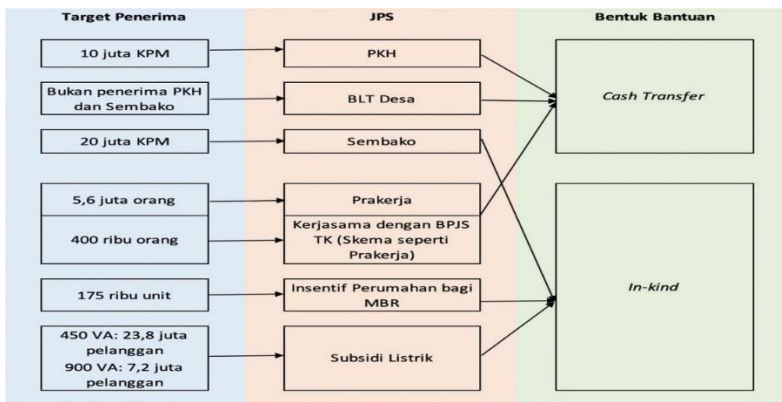 Target Penerima
JPS
Bentuk Bantuan
10 juta KPM
PKH
Cash Transfer
Bukan penerima PKH
dan Sembako
BLT Desa
20 juta KPM
Sembako
5,6 juta orang
Prakerja
400 ribu orang
Kerjasama dengan BPJS
TK (Skema seperti
Prakerja)
In-kind
175 ribu unit
Insentif Perumahan bagi
MBR
450 VA: 23,8 juta
pelanggan
900 VA: 7,2 juta
pelanggan
Subsidi Listrik